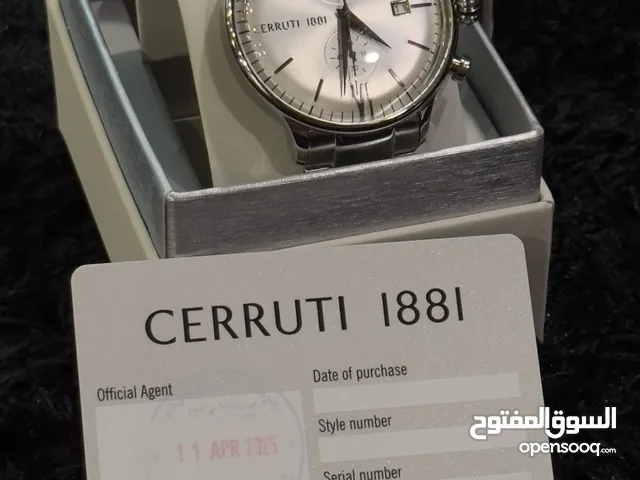 CERRUTI 1881
CERRUTI 1881
Official Agent
Date of purchase
11 APR 2025
Style number
Serial number
السوق المفتوح
opensooq.com